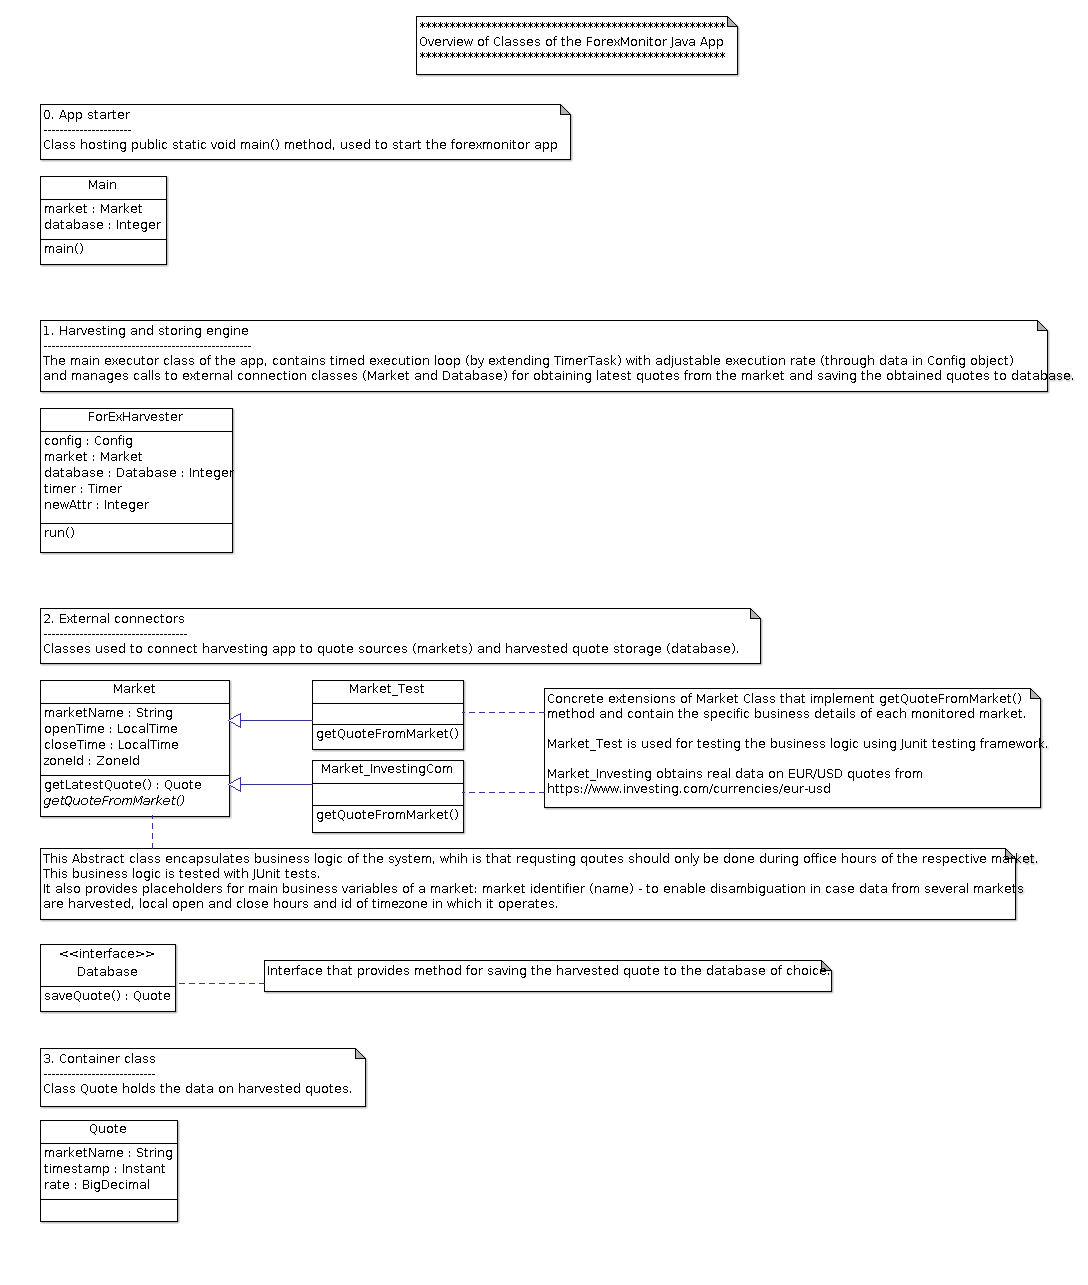 ****************************************************
Overview of Classes of the ForexMonitor Java App
****************************************************
0. App starter
----------------------
Class hosting public static void main() method, used to start the forexmonitor app
Main
market : Market
database : Integer
main()
1. Harvesting and storing engine
----------------------------------------------------
The main executor class of the app, contains timed execution loop (by extending TimerTask) with adjustable execution rate (through data in Config object)
and manages calls to external connection classes (Market and Database) for obtaining latest quotes from the market and saving the obtained quotes to database.
ForExHarvester
config : Config
market : Market
database : Database : Integer
timer : Timer
newAttr : Integer
run()
2. External connectors
------------------------------------
Classes used to connect harvesting app to quote sources (markets) and harvested quote storage (database).
Market
marketName : String
openTime : LocalTime
closeTime : LocalTime
zoneId : ZoneId
getLatestQuote() : Quote
getQuoteFromMarket()
Market_Test
getQuoteFromMarket()
Market_InvestingCom
getQuoteFromMarket()
Concrete extensions of Market Class that implement getQuoteFromMarket()
method and contain the specific business details of each monitored market.
Market_Test is used for testing the business logic using Junit testing framework.
Market_Investing obtains real data on EUR/USD quotes from
https://www.investing.com/currencies/eur-usd
This Abstract class encapsulates business logic of the system, whih is that requsting qoutes should only be done during office hours of the respective market.
This business logic is tested with JUnit tests.
It also provides placeholders for main business variables of a market: market identifier (name) - to enable disambiguation in case data from several markets
are harvested, local open and close hours and id of timezone in which it operates.
<<interface>>
Database
saveQuote() : Quote
Interface that provides method for saving the harvested quote to the database of choice.
3. Container class
----------------------------
Class Quote holds the data on harvested quotes.
Quote
marketName : String
timestamp : Instant
rate : BigDecimal